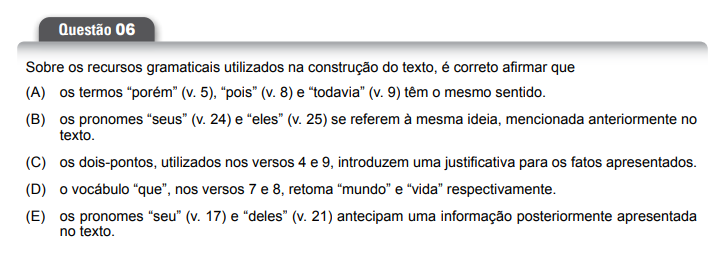 Questão 06
Sobre os recursos gramaticais utilizados na construção do texto, é correto afirmar que
(A) os termos “porém” (v. 5), “pois” (v. 8) e “todavia” (v. 9) têm o mesmo sentido.
(B) os pronomes “seus” (v. 24) e “eles” (v. 25) se referem à mesma ideia, mencionada anteriormente no
texto.
(C) os dois-pontos, utilizados nos versos 4 e 9, introduzem uma justificativa para os fatos apresentados.
(D) o vocábulo “que”, nos versos 7 e 8, retoma “mundo” e “vida” respectivamente.
(E) os pronomes “seu” (v. 17) e “deles” (v. 21) antecipam uma informação posteriormente apresentada
no texto.